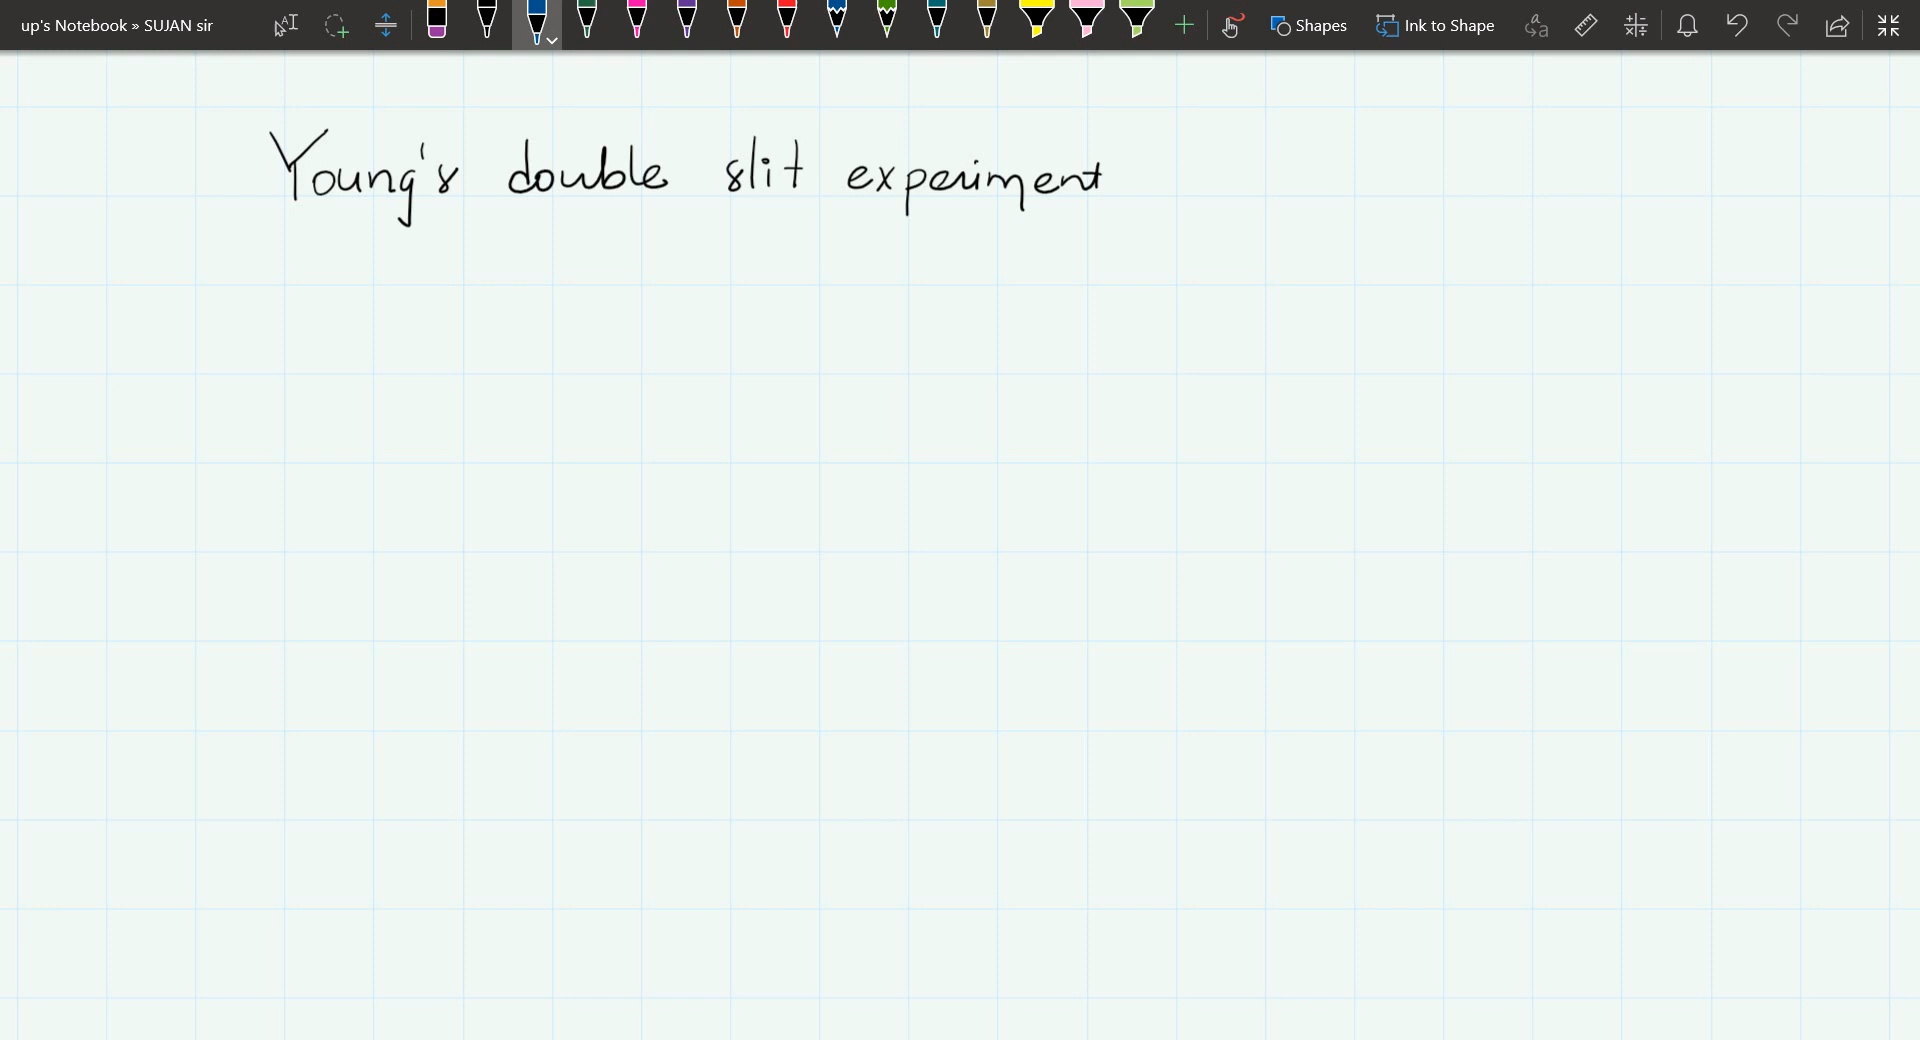 up's Notebook » SUJAN sir
Shapes
Ink to Shape
Young's double slit experiment